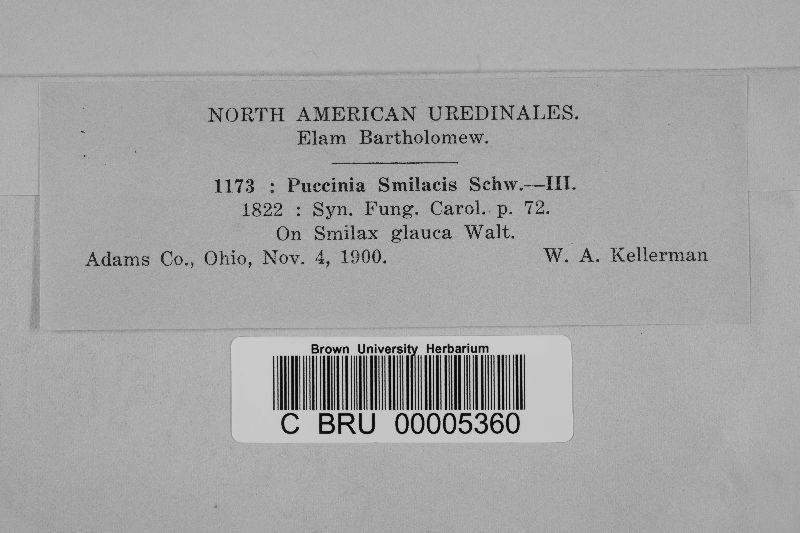 NORTH AMERICAN UREDINALES.
Elam Bartholomew.
1173 : Puccinia Smilacis Schw.—III.
1822 : Syn. Fung. Carol. p. 72.
On Smilax glauca Walt.
Adams Co., Ohio, Nov. 4, 1900. W. A. Kellerman
Brown University Herbarium
C BRU 00005360